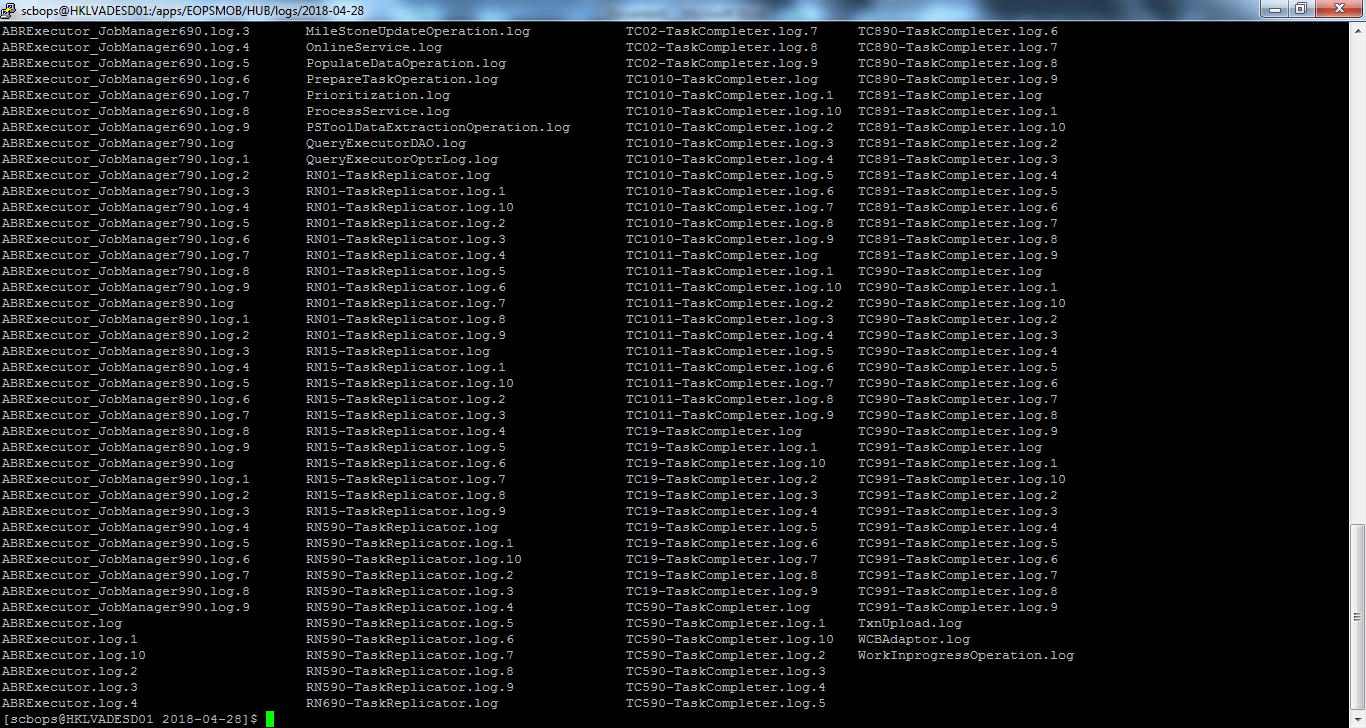 scbops@HKLVADESD01:/apps/EOPSMOB/HUB/logs/2018-04-28
ABRExecutor_JobManager690.log.3 MileStoneUpdateOperation.log TC02-TaskCompleter.log.7 TC890-TaskCompleter.log.6
ABRExecutor_JobManager690.log.4 OnlineService.log TC02-TaskCompleter.log.8 TC890-TaskCompleter.log.7
ABRExecutor_JobManager690.log.5 PopulateDataOperation.log TC02-TaskCompleter.log.9 TC890-TaskCompleter.log.8
ABRExecutor_JobManager690.log.6 PrepareTaskOperation.log TC1010-TaskCompleter.log TC890-TaskCompleter.log.9
ABRExecutor_JobManager690.log.7 Prioritization.log TC1010-TaskCompleter.log.1 TC891-TaskCompleter.log
ABRExecutor_JobManager690.log.8 ProcessService.log TC1010-TaskCompleter.log.10 TC891-TaskCompleter.log.1
ABRExecutor_JobManager690.log.9 PSToolDataExtractionOperation.log TC1010-TaskCompleter.log.2 TC891-TaskCompleter.log.10
ABRExecutor_JobManager790.log QueryExecutorDAO.log TC1010-TaskCompleter.log.3 TC891-TaskCompleter.log.2
ABRExecutor_JobManager790.log.1 QueryExecutorOptrLog.log TC1010-TaskCompleter.log.4 TC891-TaskCompleter.log.3
ABRExecutor_JobManager790.log.2 RN01-TaskReplicator.log TC1010-TaskCompleter.log.5 TC891-TaskCompleter.log.4
ABRExecutor_JobManager790.log.3 RN01-TaskReplicator.log.1 TC1010-TaskCompleter.log.6 TC891-TaskCompleter.log.5
ABRExecutor_JobManager790.log.4 RN01-TaskReplicator.log.10 TC1010-TaskCompleter.log.7 TC891-TaskCompleter.log.6
ABRExecutor_JobManager790.log.5 RN01-TaskReplicator.log.2 TC1010-TaskCompleter.log.8 TC891-TaskCompleter.log.7
ABRExecutor_JobManager790.log.6 RN01-TaskReplicator.log.3 TC1010-TaskCompleter.log.9 TC891-TaskCompleter.log.8
ABRExecutor_JobManager790.log.7 RN01-TaskReplicator.log.4 TC1011-TaskCompleter.log TC891-TaskCompleter.log.9
ABRExecutor_JobManager790.log.8 RN01-TaskReplicator.log.5 TC1011-TaskCompleter.log.1 TC990-TaskCompleter.log
ABRExecutor_JobManager790.log.9 RN01-TaskReplicator.log.6 TC1011-TaskCompleter.log.10 TC990-TaskCompleter.log.1
ABRExecutor_JobManager890.log RN01-TaskReplicator.log.7 TC1011-TaskCompleter.log.2 TC990-TaskCompleter.log.10
ABRExecutor_JobManager890.log.1 RN01-TaskReplicator.log.8 TC1011-TaskCompleter.log.3 TC990-TaskCompleter.log.2
ABRExecutor_JobManager890.log.2 RN01-TaskReplicator.log.9 TC1011-TaskCompleter.log.4 TC990-TaskCompleter.log.3
ABRExecutor_JobManager890.log.3 RN15-TaskReplicator.log TC1011-TaskCompleter.log.5 TC990-TaskCompleter.log.4
ABRExecutor_JobManager890.log.4 RN15-TaskReplicator.log.1 TC1011-TaskCompleter.log.6 TC990-TaskCompleter.log.5
ABRExecutor_JobManager890.log.5 RN15-TaskReplicator.log.10 TC1011-TaskCompleter.log.7 TC990-TaskCompleter.log.6
ABRExecutor_JobManager890.log.6 RN15-TaskReplicator.log.2 TC1011-TaskCompleter.log.8 TC990-TaskCompleter.log.7
ABRExecutor_JobManager890.log.7 RN15-TaskReplicator.log.3 TC1011-TaskCompleter.log.9 TC990-TaskCompleter.log.8
ABRExecutor_JobManager890.log.8 RN15-TaskReplicator.log.4 TC19-TaskCompleter.log TC990-TaskCompleter.log.9
ABRExecutor_JobManager890.log.9 RN15-TaskReplicator.log.5 TC19-TaskCompleter.log.1 TC991-TaskCompleter.log
ABRExecutor_JobManager990.log RN15-TaskReplicator.log.6 TC19-TaskCompleter.log.10 TC991-TaskCompleter.log.1
ABRExecutor_JobManager990.log.1 RN15-TaskReplicator.log.7 TC19-TaskCompleter.log.2 TC991-TaskCompleter.log.10
ABRExecutor_JobManager990.log.2 RN15-TaskReplicator.log.8 TC19-TaskCompleter.log.3 TC991-TaskCompleter.log.2
ABRExecutor_JobManager990.log.3 RN15-TaskReplicator.log.9 TC19-TaskCompleter.log.4 TC991-TaskCompleter.log.3
ABRExecutor_JobManager990.log.4 RN590-TaskReplicator.log TC19-TaskCompleter.log.5 TC991-TaskCompleter.log.4
ABRExecutor_JobManager990.log.5 RN590-TaskReplicator.log.1 TC19-TaskCompleter.log.6 TC991-TaskCompleter.log.5
ABRExecutor_JobManager990.log.6 RN590-TaskReplicator.log.10 TC19-TaskCompleter.log.7 TC991-TaskCompleter.log.6
ABRExecutor_JobManager990.log.7 RN590-TaskReplicator.log.2 TC19-TaskCompleter.log.8 TC991-TaskCompleter.log.7
ABRExecutor_JobManager990.log.8 RN590-TaskReplicator.log.3 TC19-TaskCompleter.log.9 TC991-TaskCompleter.log.8
ABRExecutor_JobManager990.log.9 RN590-TaskReplicator.log.4 TC590-TaskCompleter.log TC991-TaskCompleter.log.9
ABRExecutor.log RN590-TaskReplicator.log.5 TC590-TaskCompleter.log.1 TxnUpload.log
ABRExecutor.log.1 RN590-TaskReplicator.log.6 TC590-TaskCompleter.log.10 WCBAdaptor.log
ABRExecutor.log.10 RN590-TaskReplicator.log.7 TC590-TaskCompleter.log.2 WorkInprogressOperation.log
ABRExecutor.log.2 RN590-TaskReplicator.log.8 TC590-TaskCompleter.log.3
ABRExecutor.log.3 RN590-TaskReplicator.log.9 TC590-TaskCompleter.log.4
ABRExecutor.log.4 RN690-TaskReplicator.log TC590-TaskCompleter.log.5
[scbops@HKLVADESD01 2018-04-28]$